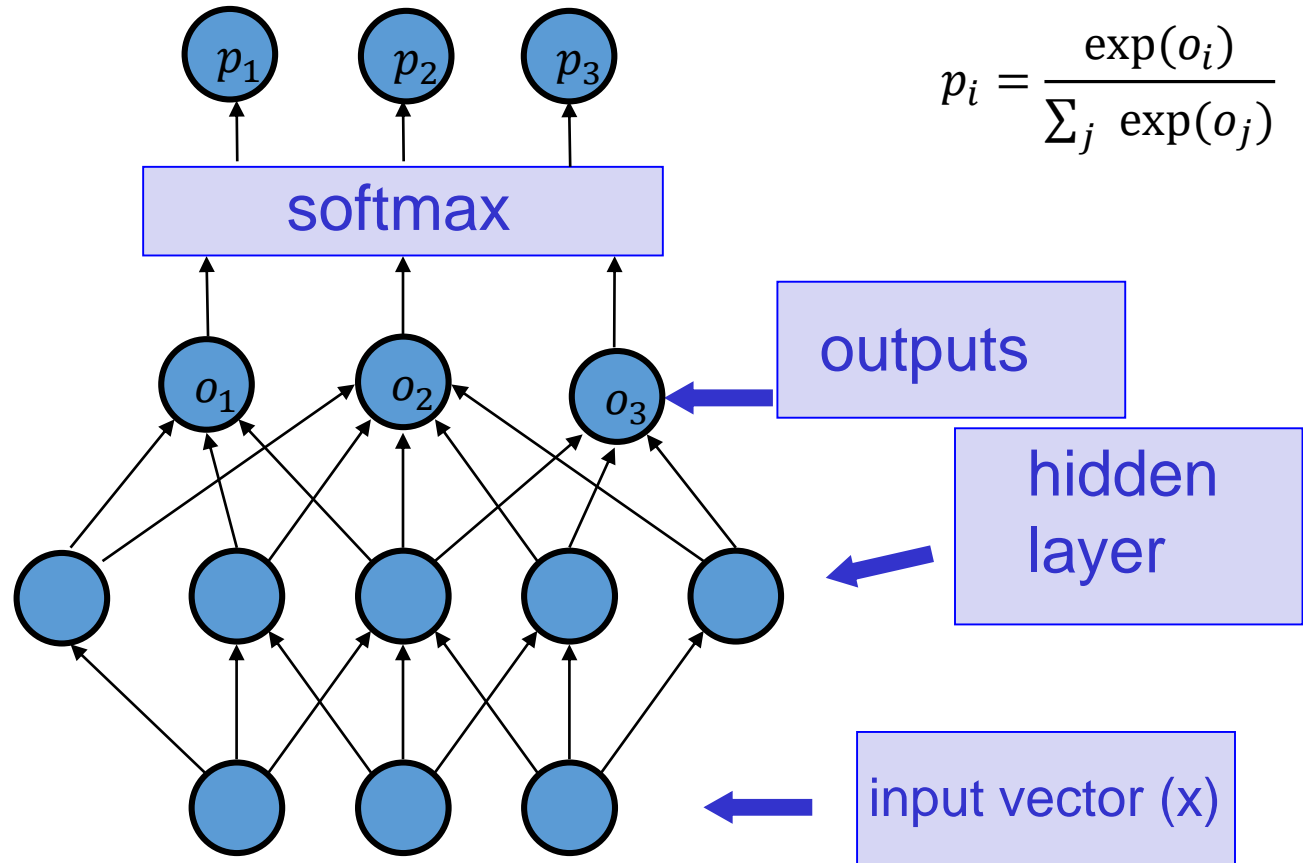 p₁ p₂ p₃
pᵢ = exp(oᵢ) / ∑ⱼ exp(oⱼ)
softmax
outputs
o₁ o₂ o₃
hidden
layer
input vector (x)